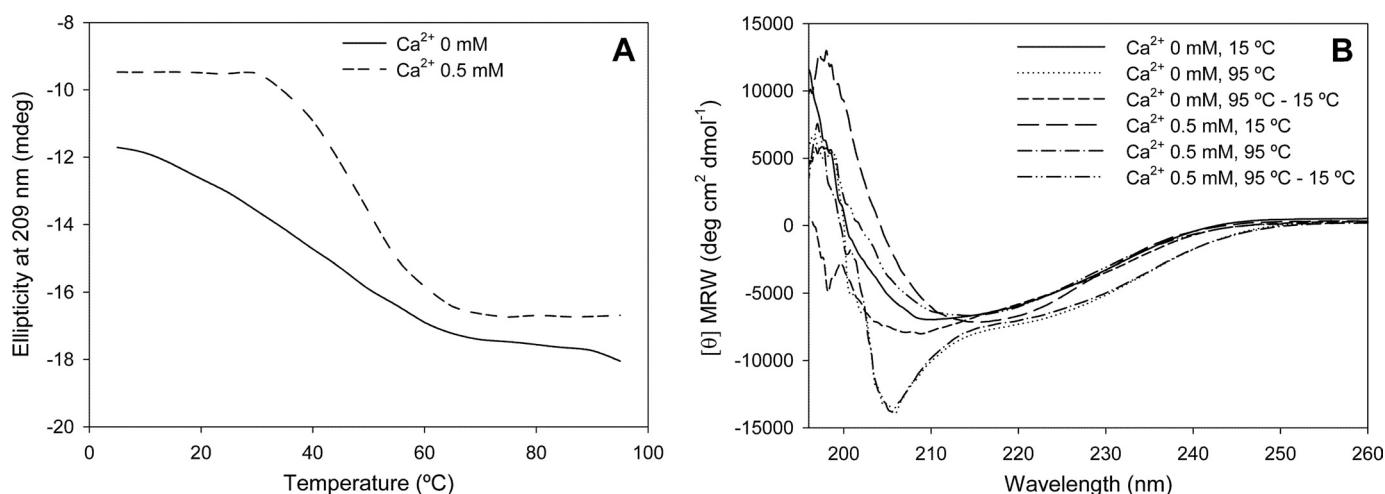 A
Ca²⁺ 0 mM
Ca²⁺ 0.5 mM
Ellipticity at 209 nm (mdeg)
-8
-10
-12
-14
-16
-18
-20
0 20 40 60 80 100
Temperature (ºC)
B
Ca²⁺ 0 mM, 15 ºC
Ca²⁺ 0 mM, 95 ºC
Ca²⁺ 0 mM, 95 ºC - 15 ºC
Ca²⁺ 0.5 mM, 15 ºC
Ca²⁺ 0.5 mM, 95 ºC
Ca²⁺ 0.5 mM, 95 ºC - 15 ºC
[θ] MRW (deg cm² dmol⁻¹)
15000
10000
5000
0
-5000
-10000
-15000
200 210 220 230 240 250 260
Wavelength (nm)